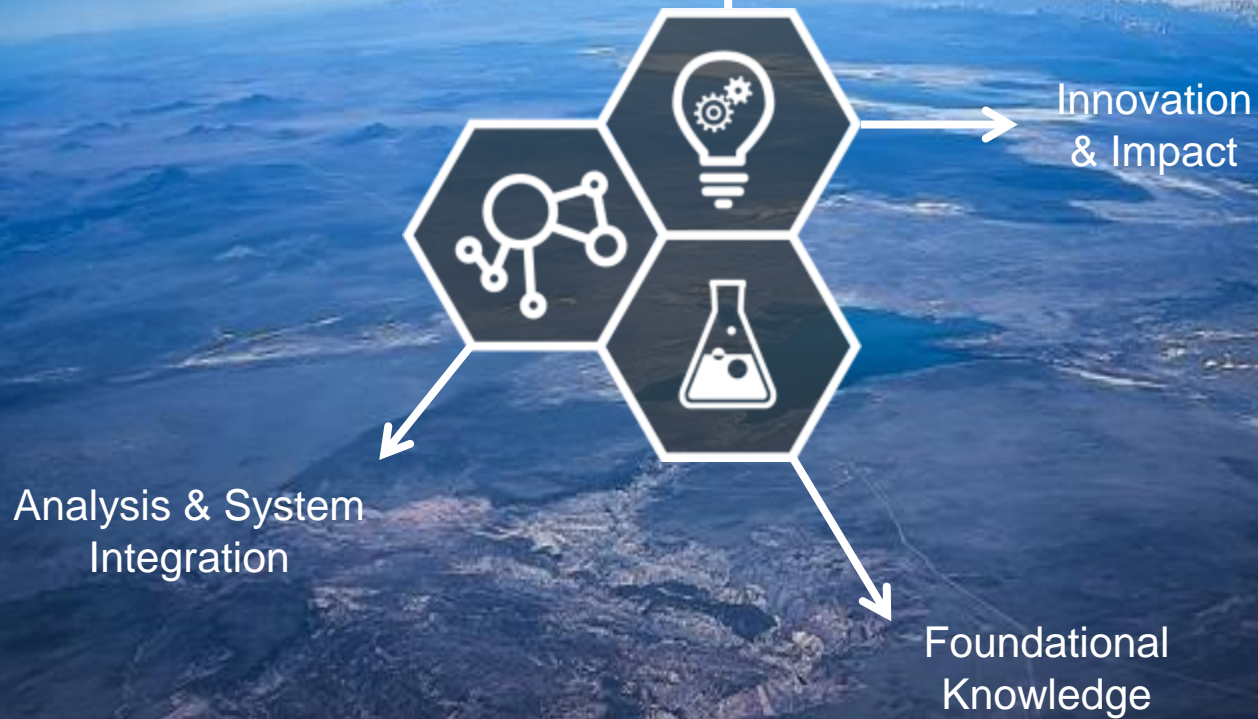 Innovation
& Impact
Analysis & System
Integration
Foundational
Knowledge